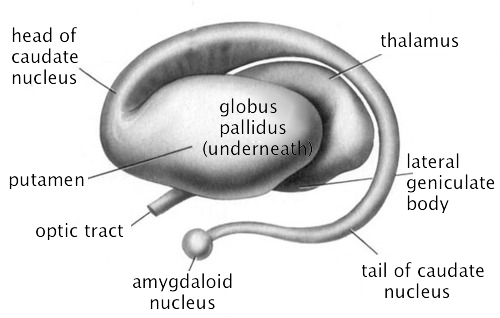 head of
caudate
nucleus
thalamus
globus
pallidus
(underneath)
putamen
lateral
geniculate
body
optic tract
amygdaloid
nucleus
tail of caudate
nucleus